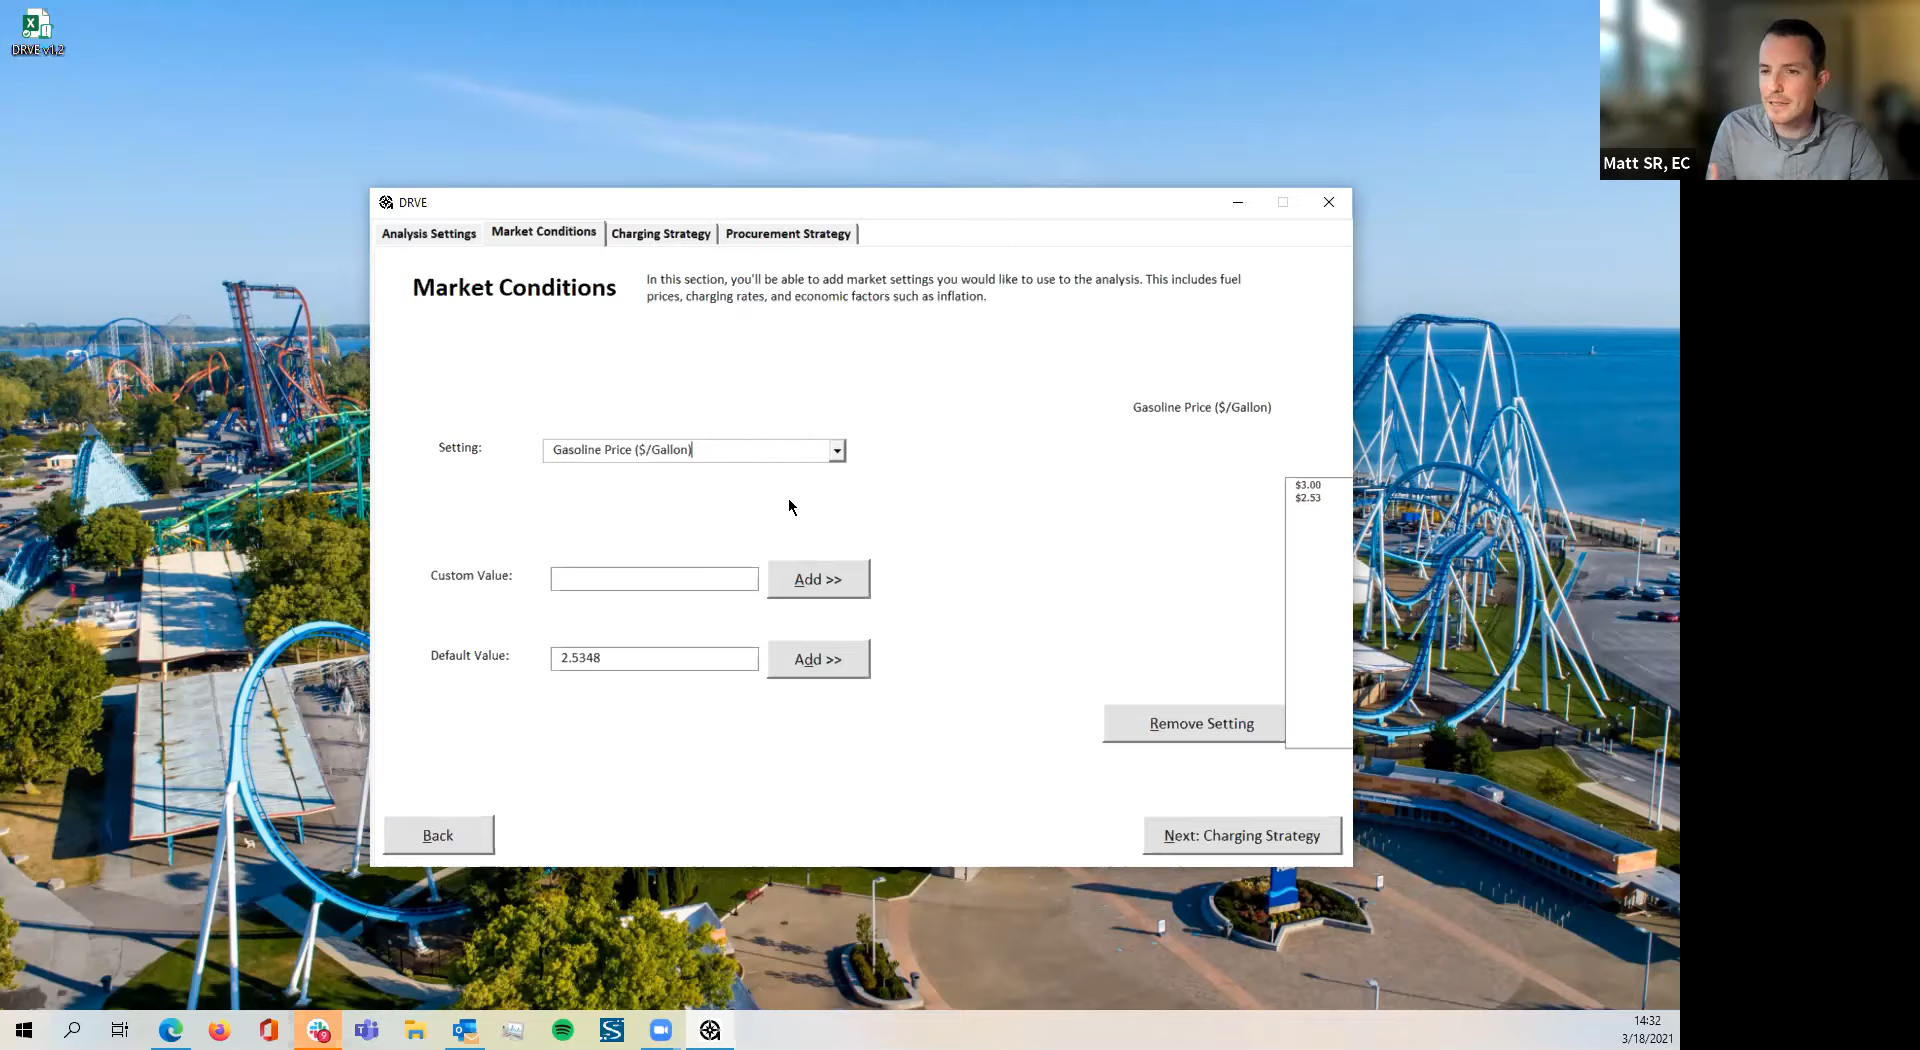 DRVE v1.2
Matt SR, EC
DRVE
Analysis Settings
Market Conditions
Charging Strategy
Procurement Strategy
Market Conditions
In this section, you'll be able to add market settings you would like to use to the analysis. This includes fuel
prices, charging rates, and economic factors such as inflation.
Gasoline Price ($/Gallon)
Setting:
Gasoline Price ($/Gallon)
$3.00
$2.53
Custom Value:
Add >>
Default Value:
2.5348
Add >>
Remove Setting
Back
Next: Charging Strategy
9
14:32
3/18/2021